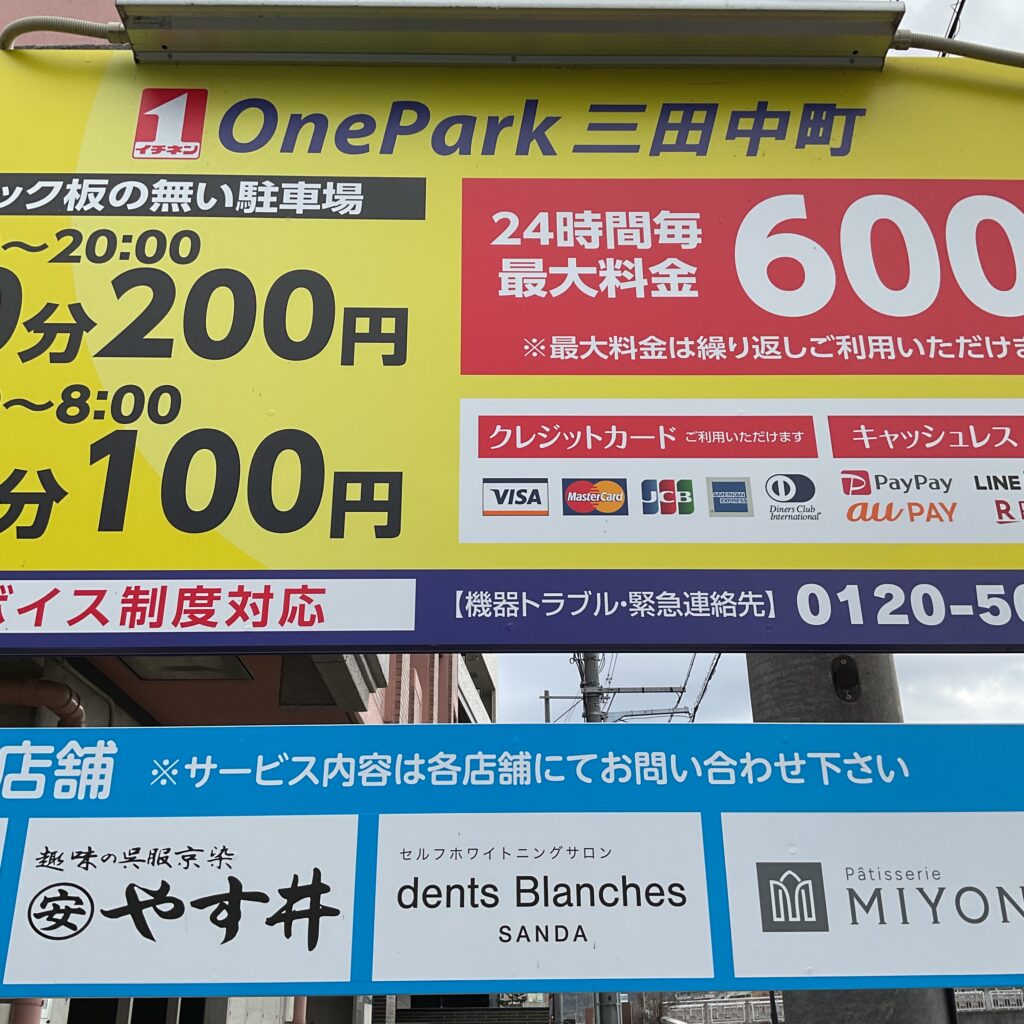 1 イチネン OnePark 三田中町
ック板の無い駐車場
～20:00
分200円
～8:00
分100円
24時間毎
最大料金 600
※最大料金は繰り返しご利用いただけま
クレジットカード ご利用いただけます
VISA MasterCard JCB AMERICAN EXPRESS Diners Club International
キャッシュレス
PayPay LINE
au PAY R
イス制度対応
【機器トラブル・緊急連絡先】 0120-5
店舗 ※サービス内容は各店舗にてお問い合わせ下さい
趣味の呉服京染
安 やす井
セルフホワイトニングサロン
dents Blanches
SANDA
Pâtisserie
MIYON